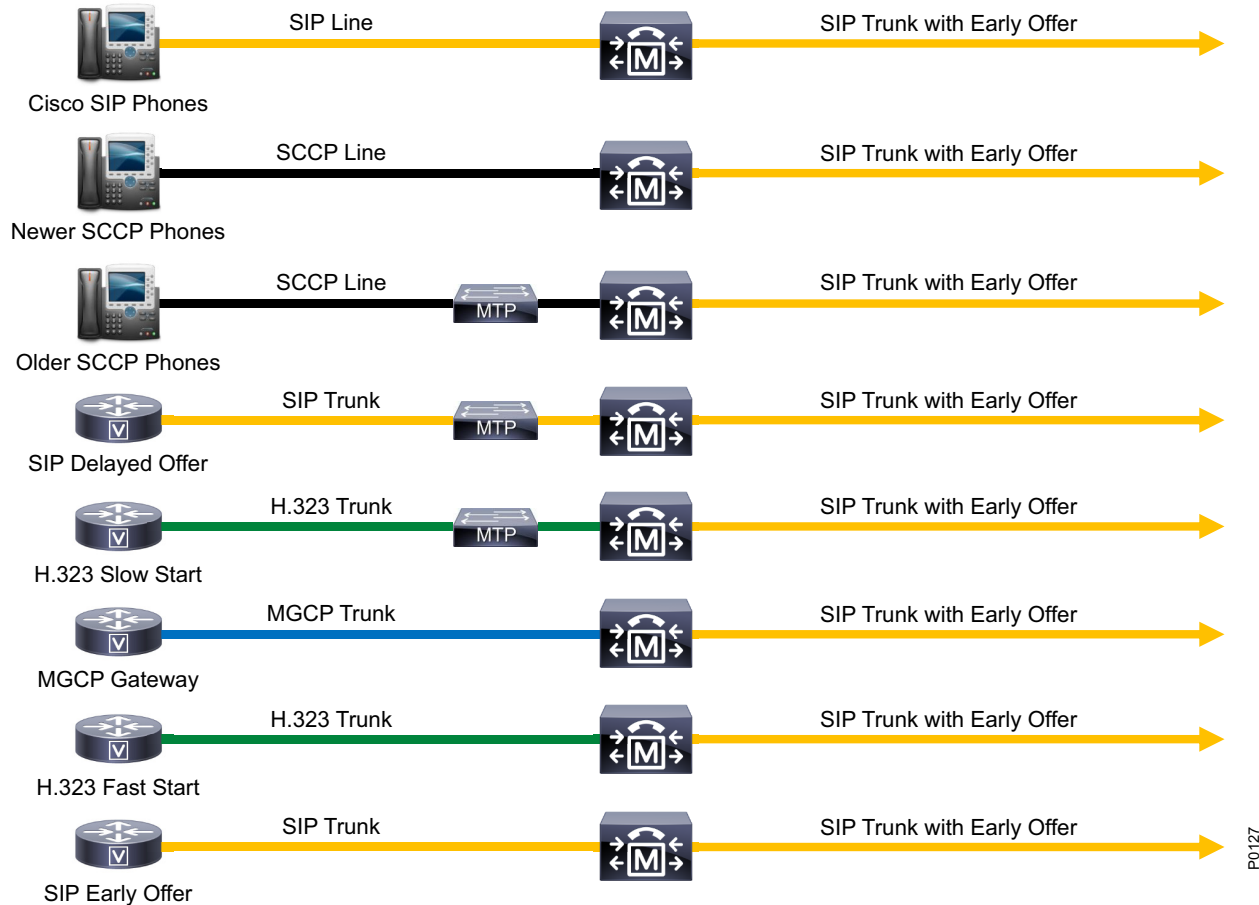 SIP Line
SIP Trunk with Early Offer
M
Cisco SIP Phones
SCCP Line
SIP Trunk with Early Offer
M
Newer SCCP Phones
SCCP Line
MTP
SIP Trunk with Early Offer
M
Older SCCP Phones
SIP Trunk
MTP
SIP Trunk with Early Offer
V
M
SIP Delayed Offer
H.323 Trunk
MTP
SIP Trunk with Early Offer
V
M
H.323 Slow Start
MGCP Trunk
SIP Trunk with Early Offer
V
M
MGCP Gateway
H.323 Trunk
SIP Trunk with Early Offer
V
M
H.323 Fast Start
SIP Trunk
SIP Trunk with Early Offer
V
M
SIP Early Offer
P0127